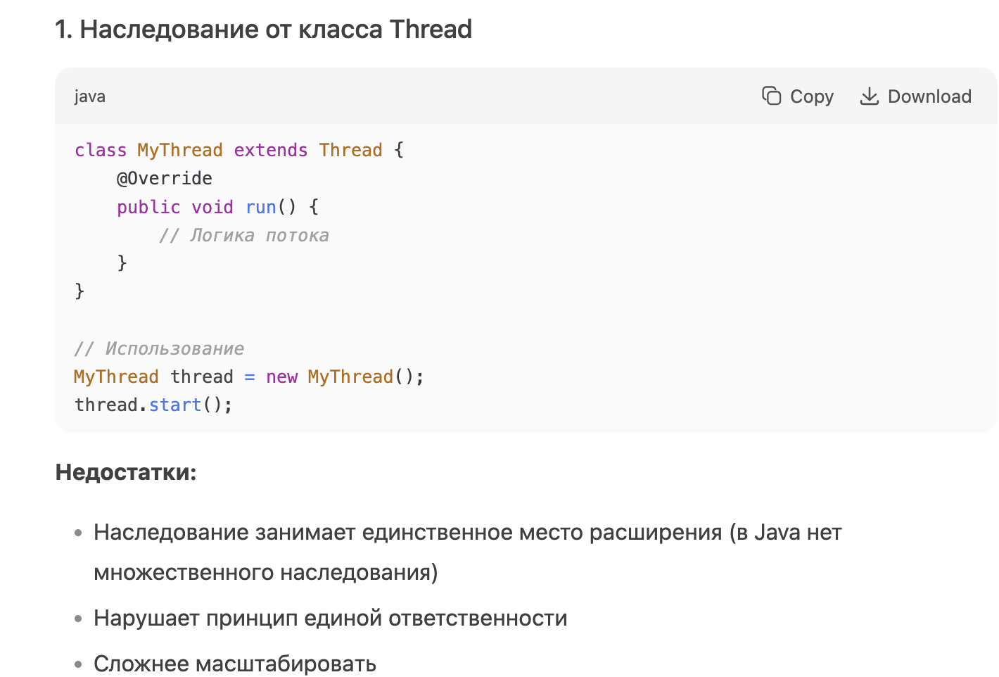 1. Наследование от класса Thread
java
Copy
Download
class MyThread extends Thread {
    @Override
    public void run() {
        // Логика потока
    }
}
// Использование
MyThread thread = new MyThread();
thread.start();
Недостатки:
• Наследование занимает единственное место расширения (в Java нет
множественного наследования)
• Нарушает принцип единой ответственности
• Сложнее масштабировать